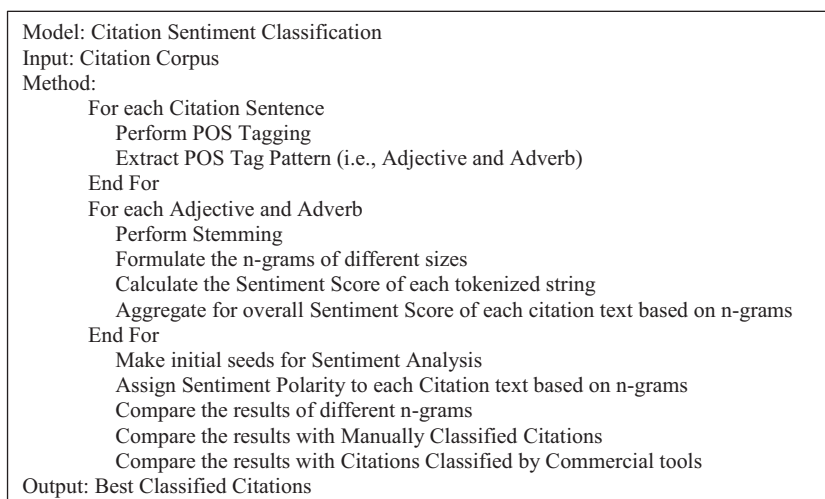 Model: Citation Sentiment Classification
Input: Citation Corpus
Method:
For each Citation Sentence
Perform POS Tagging
Extract POS Tag Pattern (i.e., Adjective and Adverb)
End For
For each Adjective and Adverb
Perform Stemming
Formulate the n-grams of different sizes
Calculate the Sentiment Score of each tokenized string
Aggregate for overall Sentiment Score of each citation text based on n-grams
End For
Make initial seeds for Sentiment Analysis
Assign Sentiment Polarity to each Citation text based on n-grams
Compare the results of different n-grams
Compare the results with Manually Classified Citations
Compare the results with Citations Classified by Commercial tools
Output: Best Classified Citations